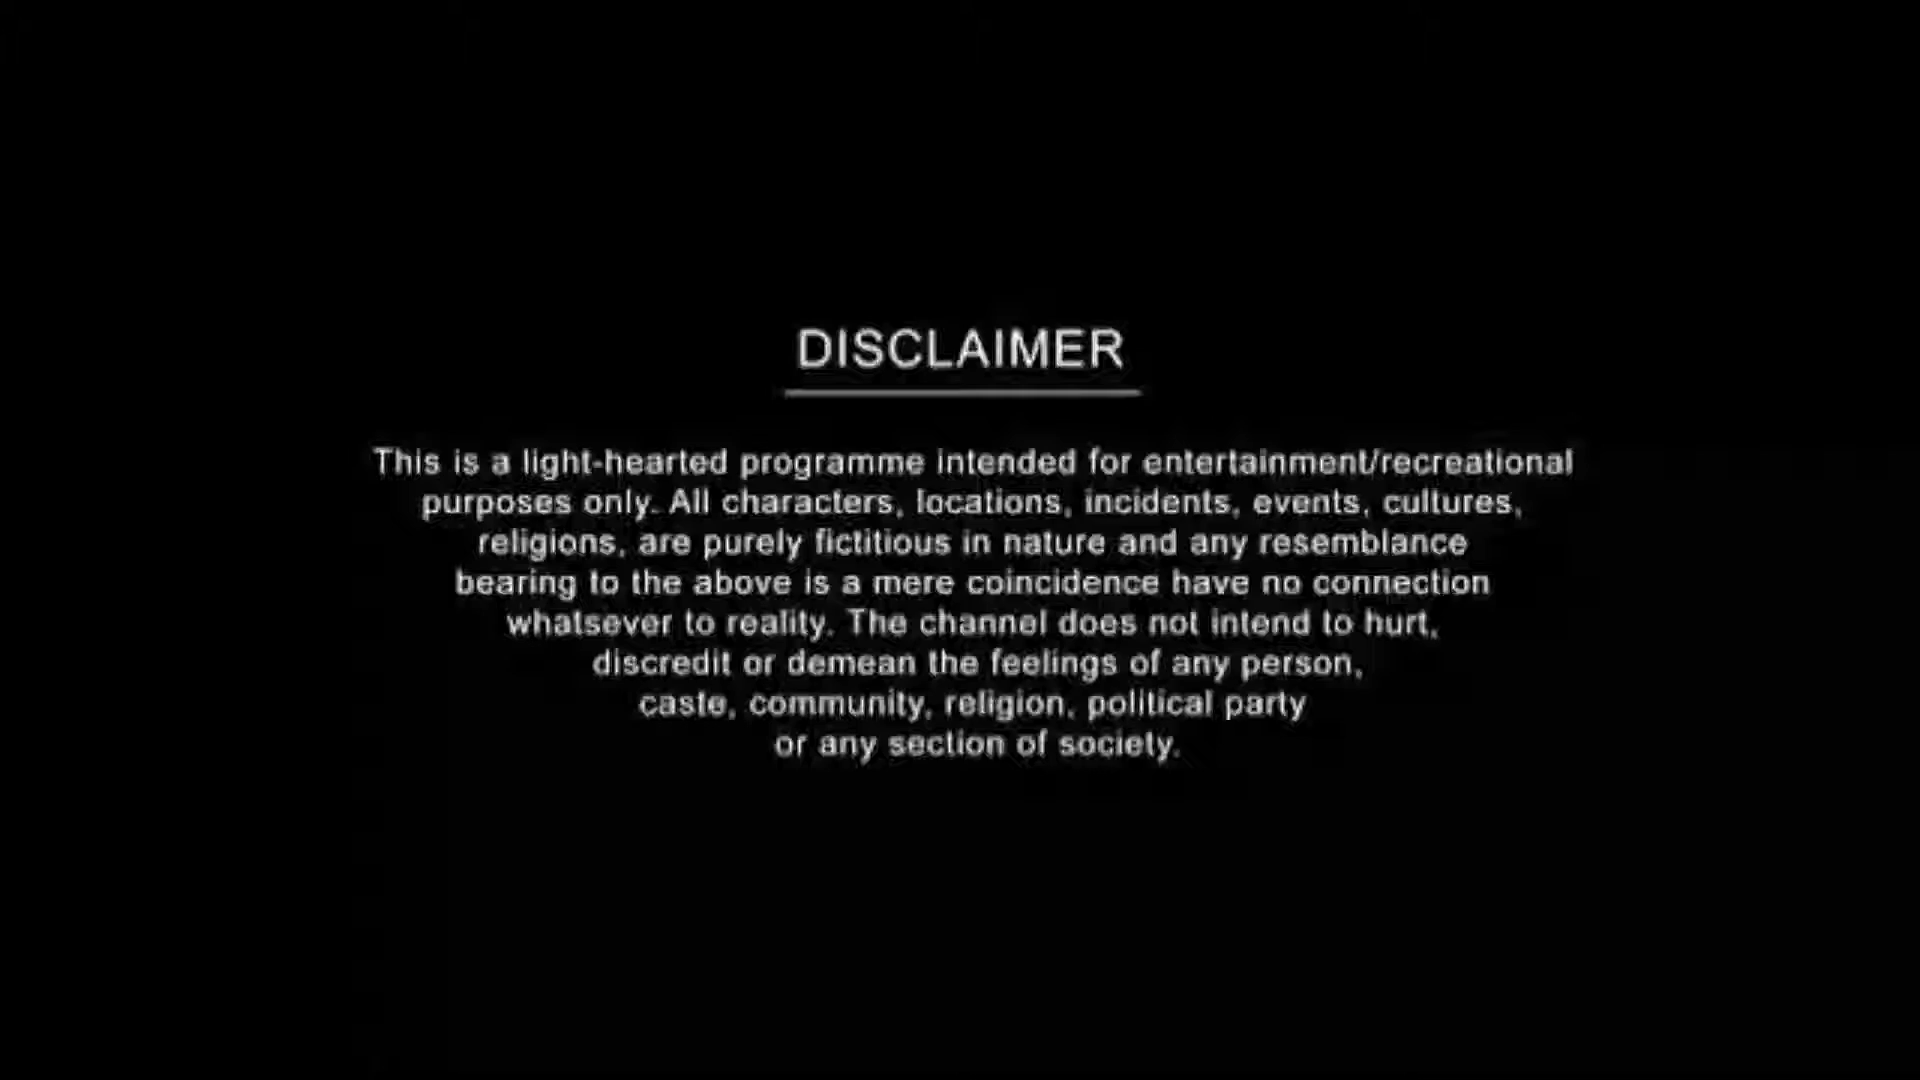 DISCLAIMER
This is a light-hearted programme intended for entertainment/recreational
purposes only. All characters, locations, incidents, events, cultures,
religions, are purely fictitious in nature and any resemblance
bearing to the above is a mere coincidence have no connection
whatsever to reality. The channel does not intend to hurt,
discredit or demean the feelings of any person,
caste, community, religion, political party
or any section of society.